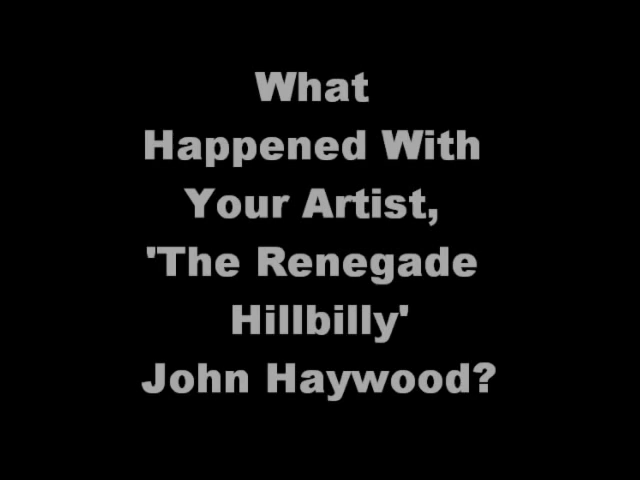 What
Happened With
Your Artist,
'The Renegade
Hillbilly'
John Haywood?